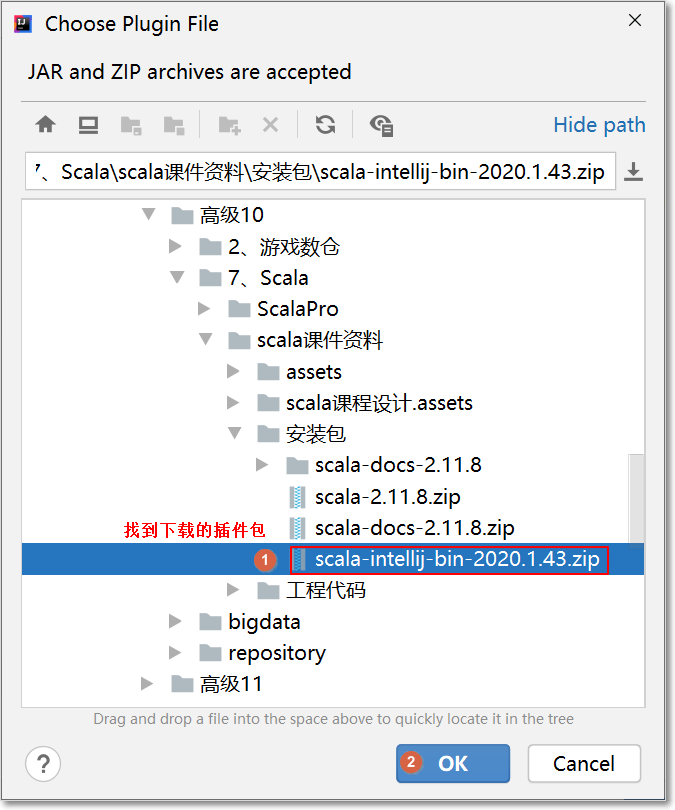 Choose Plugin File
JAR and ZIP archives are accepted
Hide path
7、Scala\scala课件资料\安装包\scala-intellij-bin-2020.1.43.zip
高级10
2、游戏数仓
7、Scala
ScalaPro
scala课件资料
assets
scala课程设计.assets
安装包
scala-docs-2.11.8
scala-2.11.8.zip
找到下载的插件包
scala-docs-2.11.8.zip
1 scala-intellij-bin-2020.1.43.zip
工程代码
bigdata
repository
高级11
Drag and drop a file into the space above to quickly locate it in the tree
? 2 OK Cancel